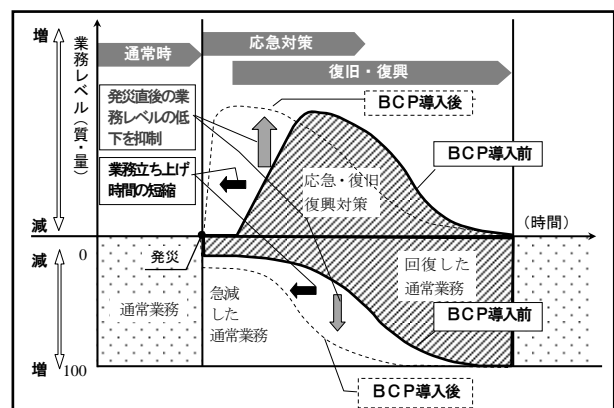 増
業務レベル（質・量）
減
減
0
増
100
通常時
応急対策
復旧・復興
発災直後の業
務レベルの低
下を抑制
業務立ち上げ
時間の短縮
ＢＣＰ導入後
ＢＣＰ導入前
応急・復旧
復興対策
（時間）
発災
通常業務
急減
した
通常業務
回復した
通常業務
ＢＣＰ導入前
ＢＣＰ導入後